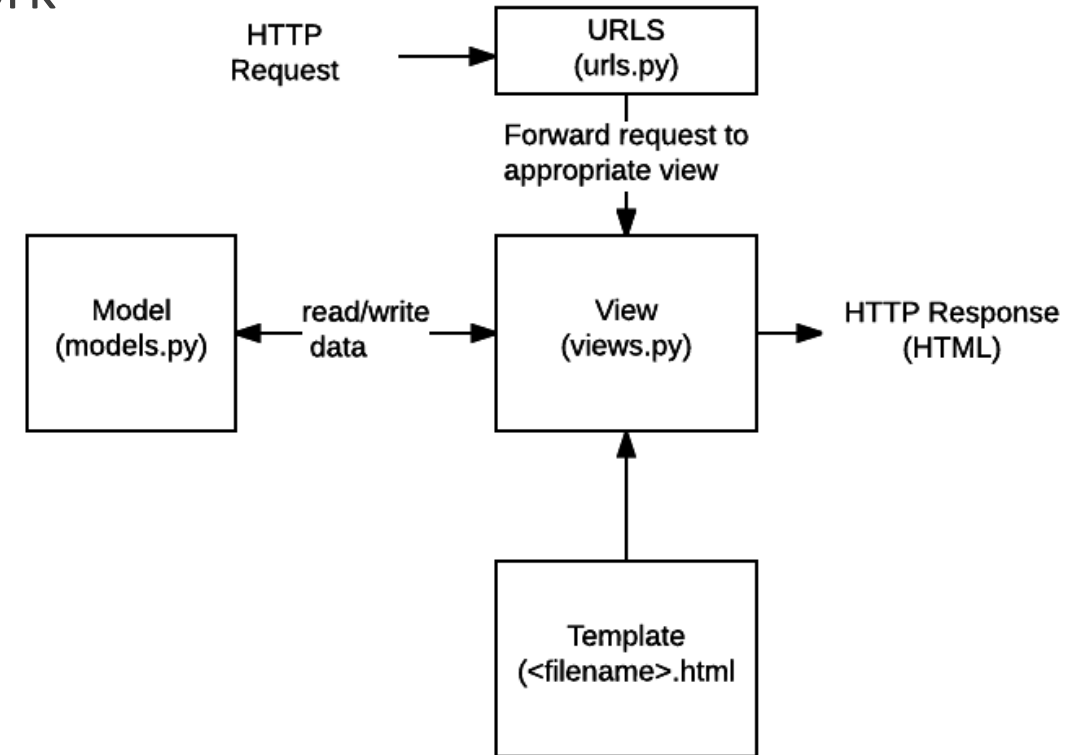 HTTP
Request
URLS
(urls.py)
Forward request to
appropriate view
Model
(models.py)
read/write
data
View
(views.py)
HTTP Response
(HTML)
Template
(<filename>.html